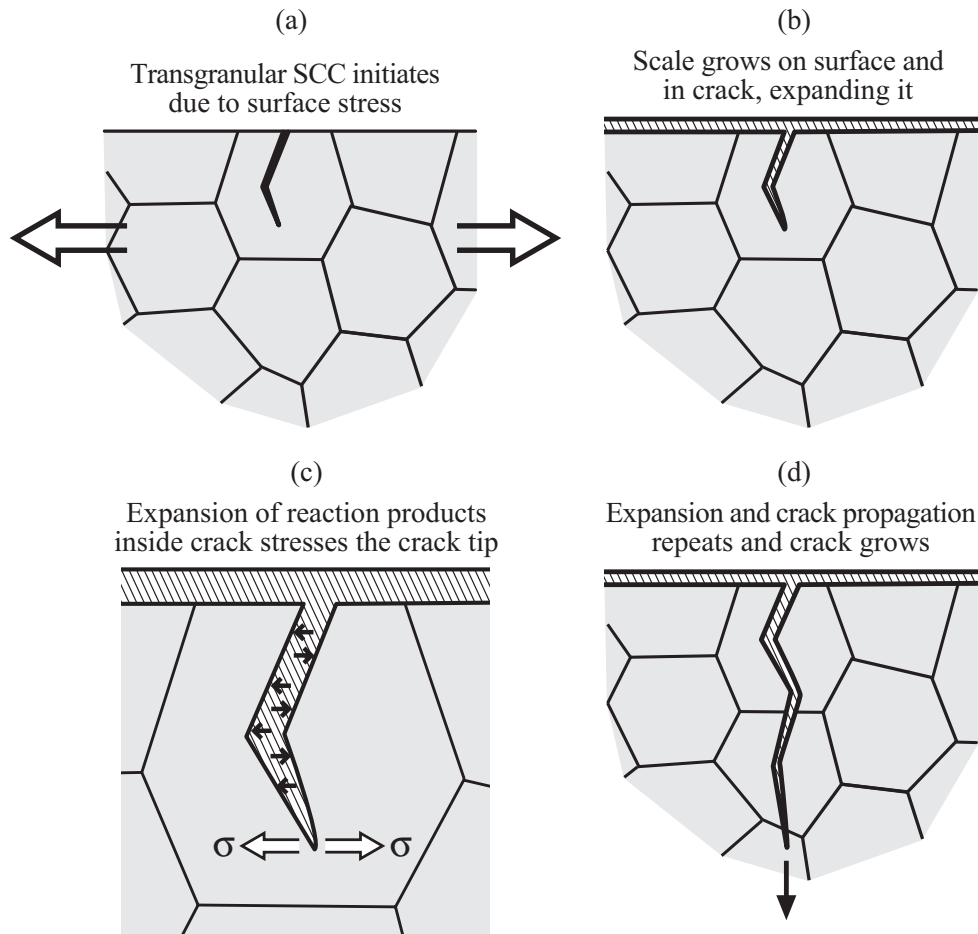 (a)
Transgranular SCC initiates
due to surface stress
(b)
Scale grows on surface and
in crack, expanding it
(c)
Expansion of reaction products
inside crack stresses the crack tip
σ σ
(d)
Expansion and crack propagation
repeats and crack grows